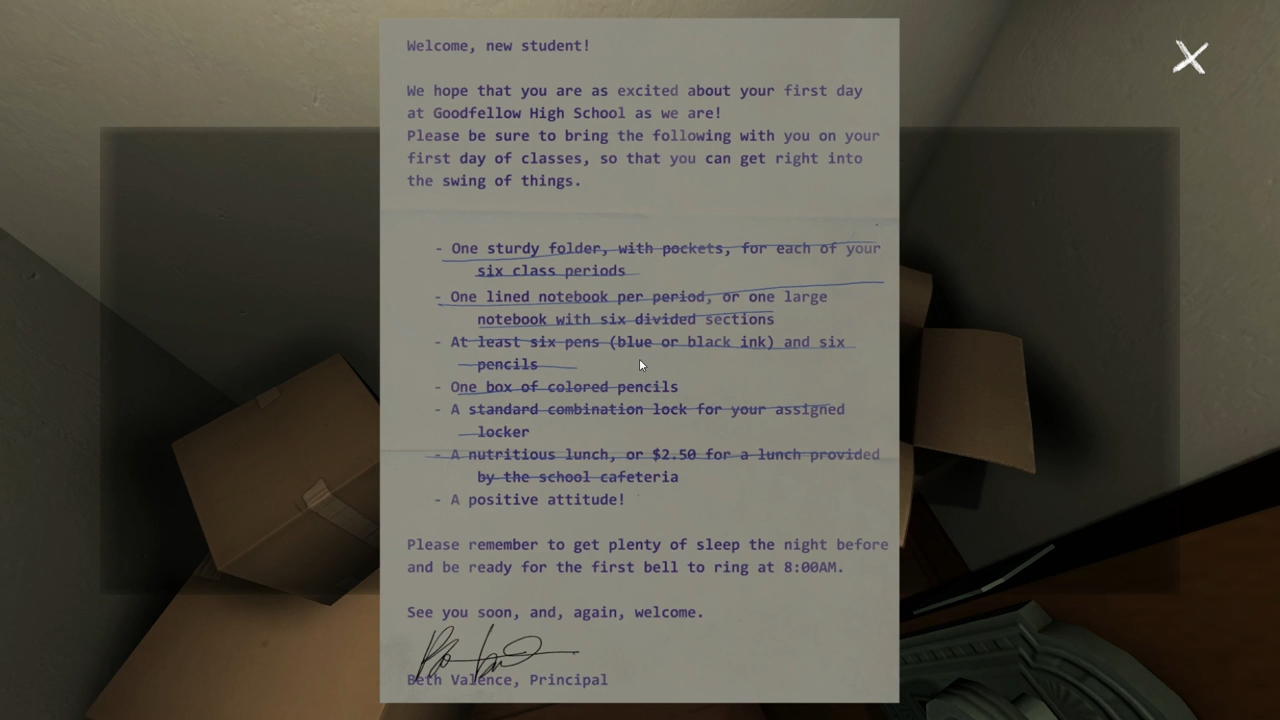 Welcome, new student!
We hope that you are as excited about your first day
at Goodfellow High School as we are!
Please be sure to bring the following with you on your
first day of classes, so that you can get right into
the swing of things.
- One sturdy folder, with pockets, for each of your
six class periods
- One lined notebook per period, or one large
notebook with six divided sections
- At least six pens (blue or black ink) and six
pencils
- One box of colored pencils
- A standard combination lock for your assigned
locker
- A nutritious lunch, or $2.50 for a lunch provided
by the school cafeteria
- A positive attitude!
Please remember to get plenty of sleep the night before
and be ready for the first bell to ring at 8:00AM.
See you soon, and, again, welcome.
Beth Valence, Principal